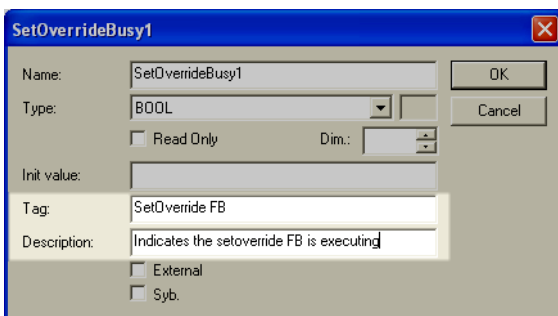 SetOverrideBusy1
Name: SetOverrideBusy1 OK
Type: BOOL Cancel
Read Only Dim.:
Init value:
Tag: SetOverride FB
Description: Indicates the setoverride FB is executing
External
Syb.